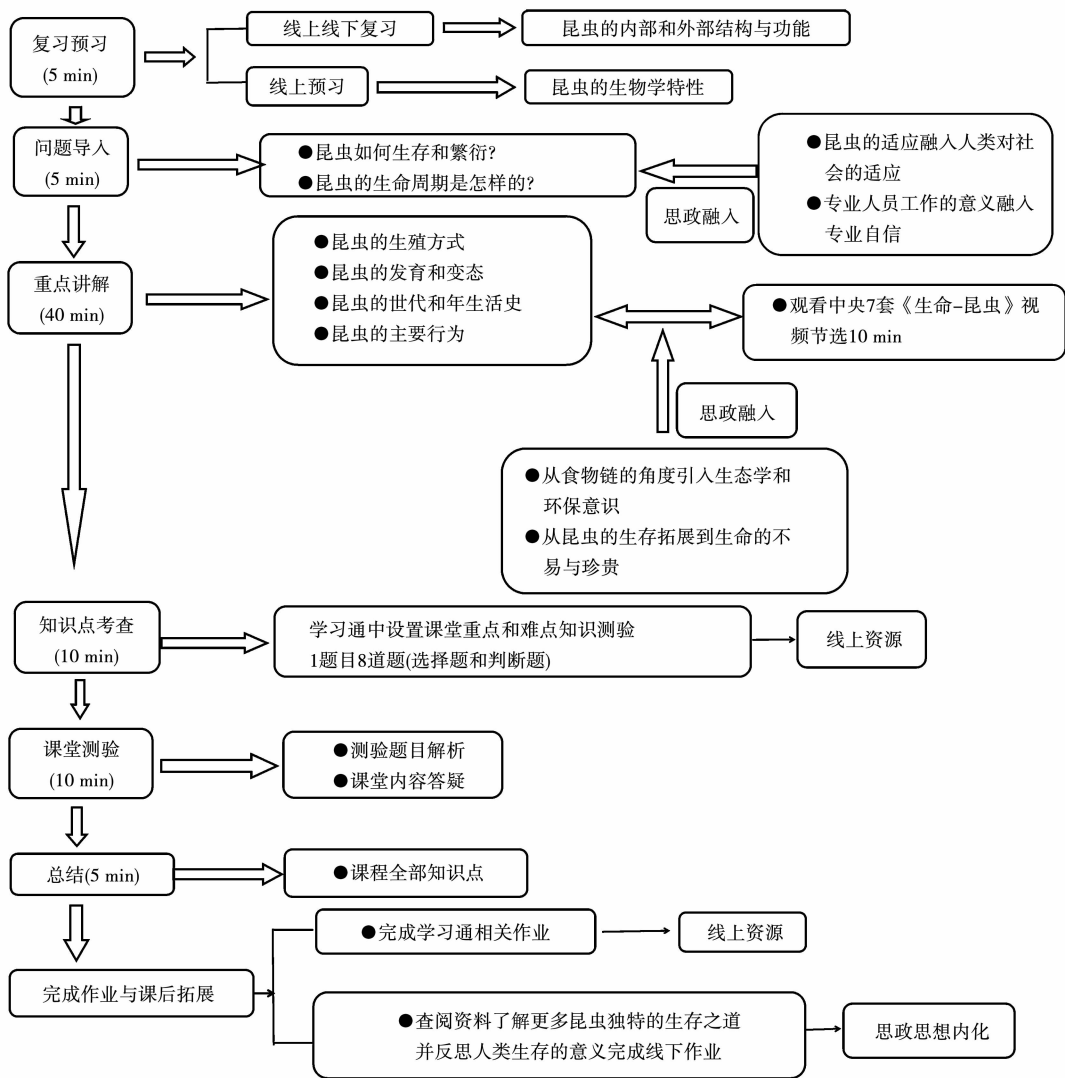 复习预习
(5 min)
线上线下复习
昆虫的内部和外部结构与功能
线上预习
昆虫的生物学特性
问题导入
(5 min)
●昆虫如何生存和繁衍?
●昆虫的生命周期是怎样的?
思政融入
●昆虫的适应融入人类对社
会的适应
●专业人员工作的意义融入
专业自信
重点讲解
(40 min)
●昆虫的生殖方式
●昆虫的发育和变态
●昆虫的世代和年生活史
●昆虫的主要行为
●观看中央7套《生命-昆虫》视
频节选10 min
思政融入
●从食物链的角度引入生态学和
环保意识
●从昆虫的生存拓展到生命的不
易与珍贵
知识点考查
(10 min)
学习通中设置课堂重点和难点知识测验
1题目8道题(选择题和判断题)
线上资源
课堂测验
(10 min)
●测验题目解析
●课堂内容答疑
总结(5 min)
●课程全部知识点
完成作业与课后拓展
●完成学习通相关作业
线上资源
●查阅资料了解更多昆虫独特的生存之道
并反思人类生存的意义完成线下作业
思政思想内化